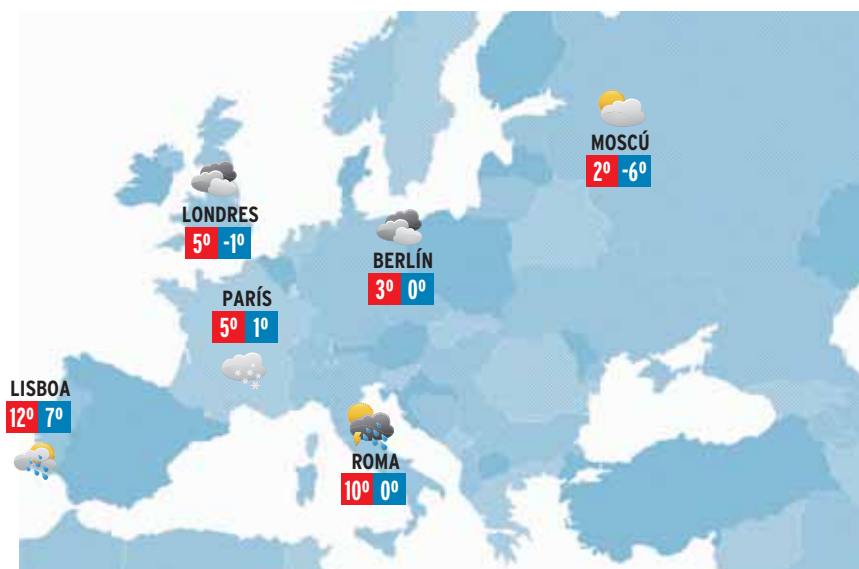 MOSCÚ
2º -6º
LONDRES
5º -1º
BERLÍN
3º 0º
PARÍS
5º 1º
LISBOA
12º 7º
ROMA
10º 0º